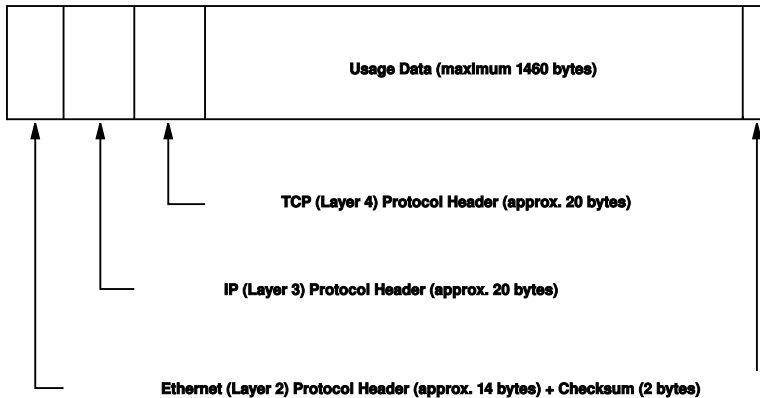 Usage Data (maximum 1460 bytes)
TCP (Layer 4) Protocol Header (approx. 20 bytes)
IP (Layer 3) Protocol Header (approx. 20 bytes)
Ethernet (Layer 2) Protocol Header (approx. 14 bytes) + Checksum (2 bytes)